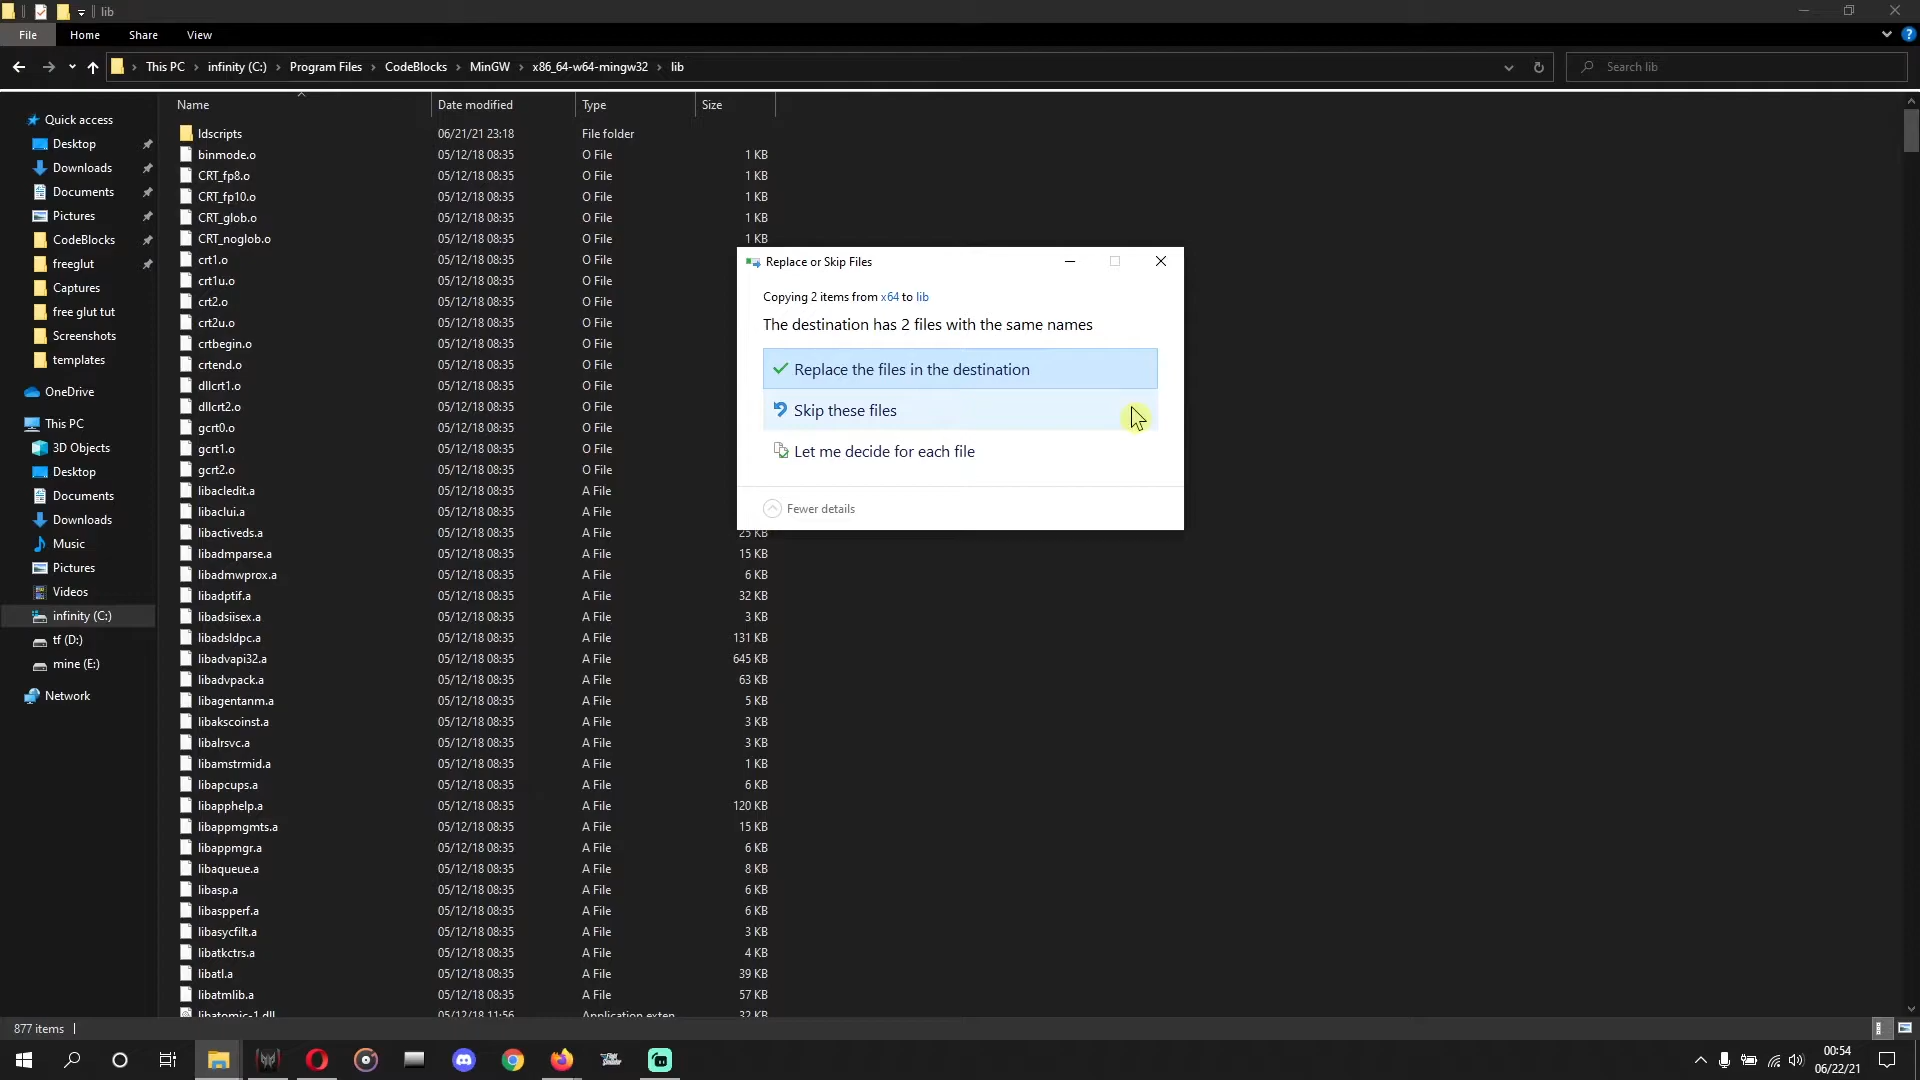 lib
File Home Share View
This PC infinity (C:) Program Files CodeBlocks MinGW x86_64-w64-mingw32 lib
Search lib
Name Date modified Type Size
Quick access
Desktop
Downloads
Documents
Pictures
CodeBlocks
freeglut
Captures
free glut tut
Screenshots
templates
OneDrive
This PC
3D Objects
Desktop
Documents
Downloads
Music
Pictures
Videos
infinity (C:)
tf (D:)
mine (E:)
Network
ldscripts 06/21/21 23:18 File folder
binmode.o 05/12/18 08:35 O File 1 KB
CRT_fp8.o 05/12/18 08:35 O File 1 KB
CRT_fp10.o 05/12/18 08:35 O File 1 KB
CRT_glob.o 05/12/18 08:35 O File 1 KB
CRT_noglob.o 05/12/18 08:35 O File 1 KB
crt1.o 05/12/18 08:35 O File
crt1u.o 05/12/18 08:35 O File
crt2.o 05/12/18 08:35 O File
crt2u.o 05/12/18 08:35 O File
crtbegin.o 05/12/18 08:35 O File
crtend.o 05/12/18 08:35 O File
dllcrt1.o 05/12/18 08:35 O File
dllcrt2.o 05/12/18 08:35 O File
gcrt0.o 05/12/18 08:35 O File
gcrt1.o 05/12/18 08:35 O File
gcrt2.o 05/12/18 08:35 O File
libacledit.a 05/12/18 08:35 A File
libaclui.a 05/12/18 08:35 A File
libactiveds.a 05/12/18 08:35 A File 25 KB
libadmparse.a 05/12/18 08:35 A File 15 KB
libadmwprox.a 05/12/18 08:35 A File 6 KB
libadptif.a 05/12/18 08:35 A File 32 KB
libadsiisex.a 05/12/18 08:35 A File 3 KB
libadsldpc.a 05/12/18 08:35 A File 131 KB
libadvapi32.a 05/12/18 08:35 A File 645 KB
libadvpack.a 05/12/18 08:35 A File 63 KB
libagentanm.a 05/12/18 08:35 A File 5 KB
libakscoinst.a 05/12/18 08:35 A File 3 KB
libalrsvc.a 05/12/18 08:35 A File 3 KB
libamstrmid.a 05/12/18 08:35 A File 1 KB
libapcups.a 05/12/18 08:35 A File 6 KB
libapphelp.a 05/12/18 08:35 A File 120 KB
libappmgmts.a 05/12/18 08:35 A File 15 KB
libappmgr.a 05/12/18 08:35 A File 6 KB
libaqueue.a 05/12/18 08:35 A File 8 KB
libasp.a 05/12/18 08:35 A File 6 KB
libaspperf.a 05/12/18 08:35 A File 6 KB
libasycfilt.a 05/12/18 08:35 A File 3 KB
libatkctrs.a 05/12/18 08:35 A File 4 KB
libatl.a 05/12/18 08:35 A File 39 KB
libatmlib.a 05/12/18 08:35 A File 57 KB
libatomic-1.dll 05/12/18 11:56 Application exten 32 KB
Replace or Skip Files
Copying 2 items from x64 to lib
The destination has 2 files with the same names
Replace the files in the destination
Skip these files
Let me decide for each file
Fewer details
877 items
00:54
06/22/21